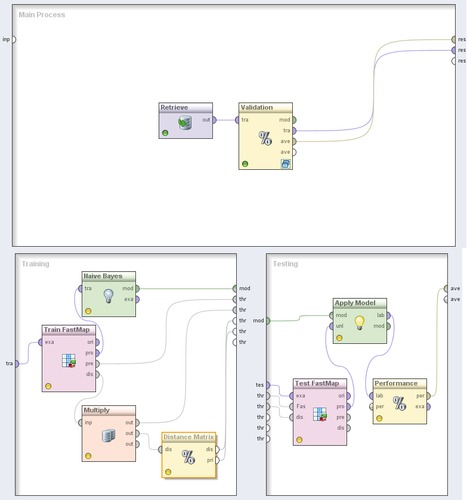 Main Process
inp
res
res
res
Retrieve
out
Validation
tra
mod
tra
ave
ave
Training
Naive Bayes
tra
mod
exa
mod
thr
thr
thr
thr
thr
Train FastMap
exa
ori
pre
pre
dis
tra
Multiply
inp
out
out
out
Distance Matrix
dis
dis
pri
Testing
ave
ave
Apply Model
mod
lab
unl
mod
mod
Test FastMap
tes
exa
ori
thr
Fas
pre
thr
dis
pre
thr
dis
thr
thr
Performance
lab
per
per
exa